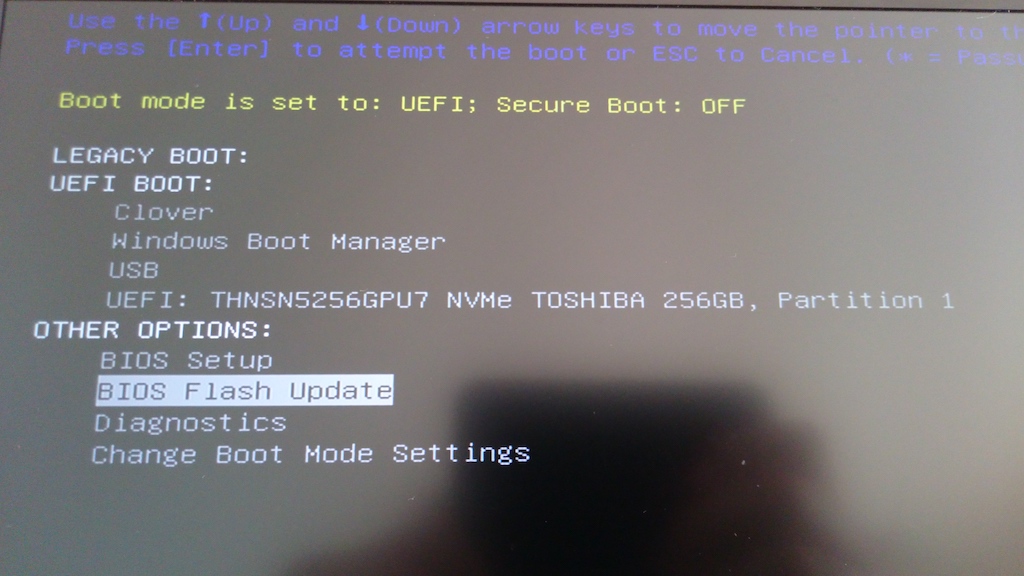 Use the ↑(Up) and ↓(Down) arrow keys to move the pointer to
Press [Enter] to attempt the boot or ESC to Cancel. (* =
Boot mode is set to: UEFI; Secure Boot: OFF
LEGACY BOOT:
UEFI BOOT:
Clover
Windows Boot Manager
USB
UEFI: THNSN5256GPU7 NVMe TOSHIBA 256GB, Partition 1
OTHER OPTIONS:
BIOS Setup
BIOS Flash Update
Diagnostics
Change Boot Mode Settings